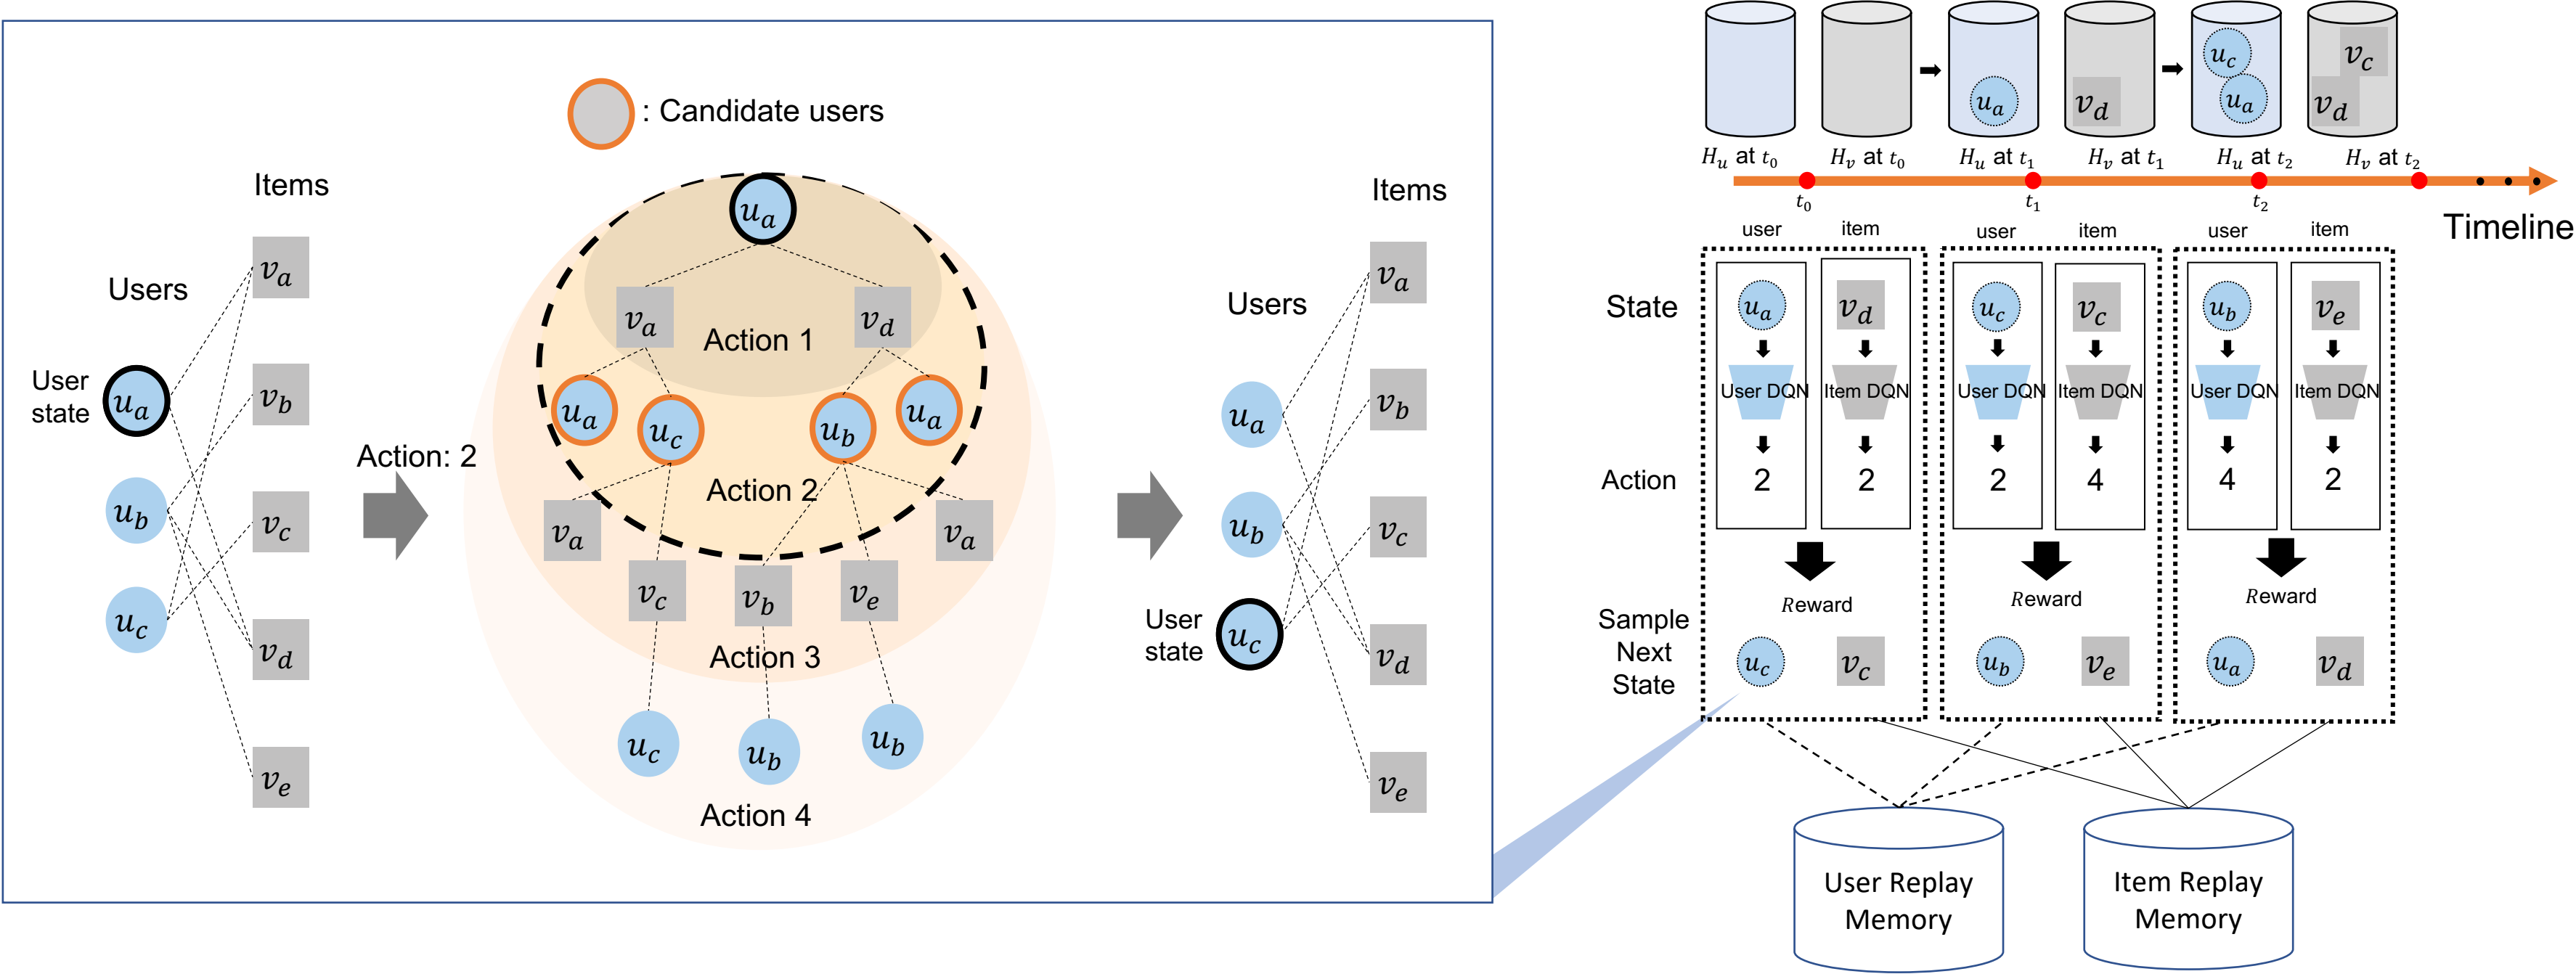 : Candidate users
Items
Users
User
state
u_a
u_b
u_c
v_a
v_b
v_c
v_d
v_e
Action: 2
u_a
v_a
v_d
Action 1
u_a
u_c
u_b
u_a
Action 2
v_a
v_c
v_b
v_e
v_a
Action 3
u_c
u_b
u_b
Action 4
Items
Users
u_a
u_b
User
state
u_c
v_a
v_b
v_c
v_d
v_e
u_a
v_d
u_c
u_a
v_c
v_d
H_u at t_0
H_v at t_0
H_u at t_1
H_v at t_1
H_u at t_2
H_v at t_2
t_0
t_1
t_2
Timeline
user item user item user item
State
u_a v_d u_c v_c u_b v_e
User DQN Item DQN User DQN Item DQN User DQN Item DQN
Action
2 2 2 4 4 2
Reward Reward Reward
Sample
Next
State
u_c v_c u_b v_e u_a v_d
User Replay
Memory
Item Replay
Memory